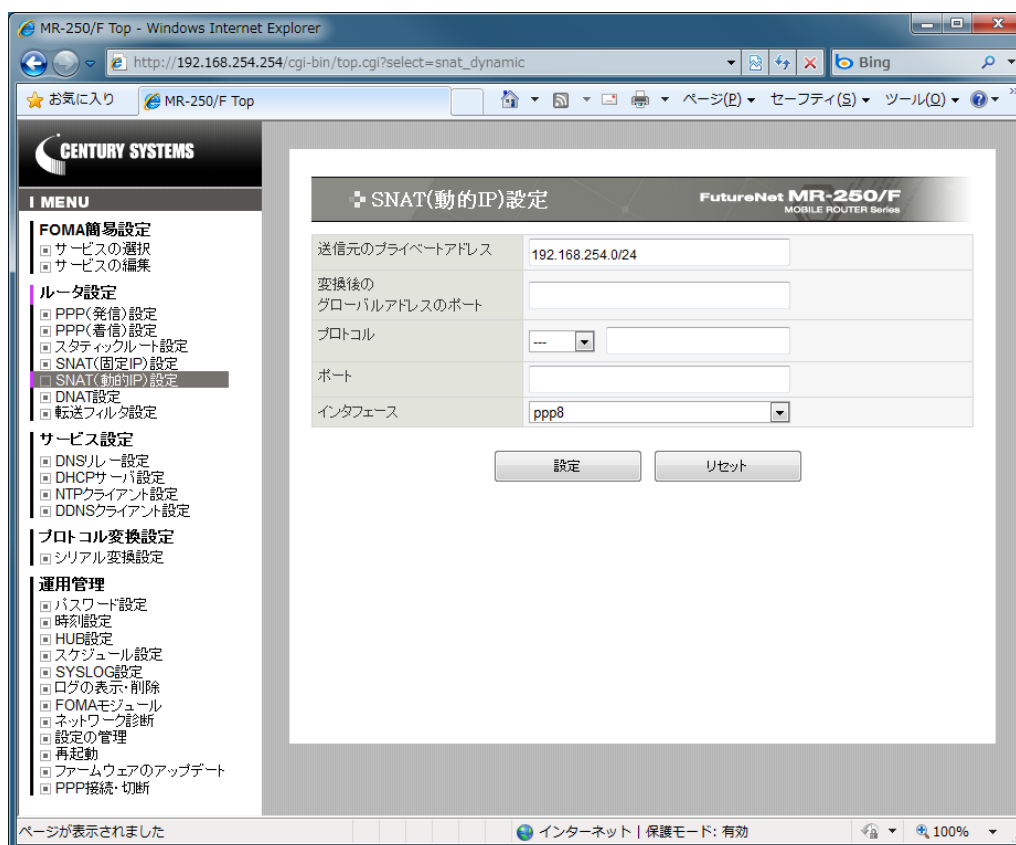 MR-250/F Top - Windows Internet Explorer
http://192.168.254.254/cgi-bin/top.cgi?select=snat_dynamic
Bing
お気に入り
MR-250/F Top
ページ(P)
セーフティ(S)
ツール(O)
CENTURY SYSTEMS
MENU
FOMA簡易設定
サービスの選択
サービスの編集
ルータ設定
PPP(発信)設定
PPP(着信)設定
スタティックルート設定
SNAT(固定IP)設定
SNAT(動的IP)設定
DNAT設定
転送フィルタ設定
サービス設定
DNSリレー設定
DHCPサーバ設定
NTPクライアント設定
DDNSクライアント設定
プロトコル変換設定
シリアル変換設定
運用管理
パスワード設定
時刻設定
HUB設定
スケジュール設定
SYSLOG設定
ログの表示・削除
FOMAモジュール
ネットワーク診断
設定の管理
再起動
ファームウェアのアップデート
PPP接続・切断
SNAT(動的IP)設定
FutureNet MR-250/F
MOBILE ROUTER Series
送信元のプライベートアドレス
192.168.254.0/24
変換後の
グローバルアドレスのポート
プロトコル
---
ポート
インタフェース
ppp8
設定
リセット
ページが表示されました
インターネット | 保護モード: 有効
100%